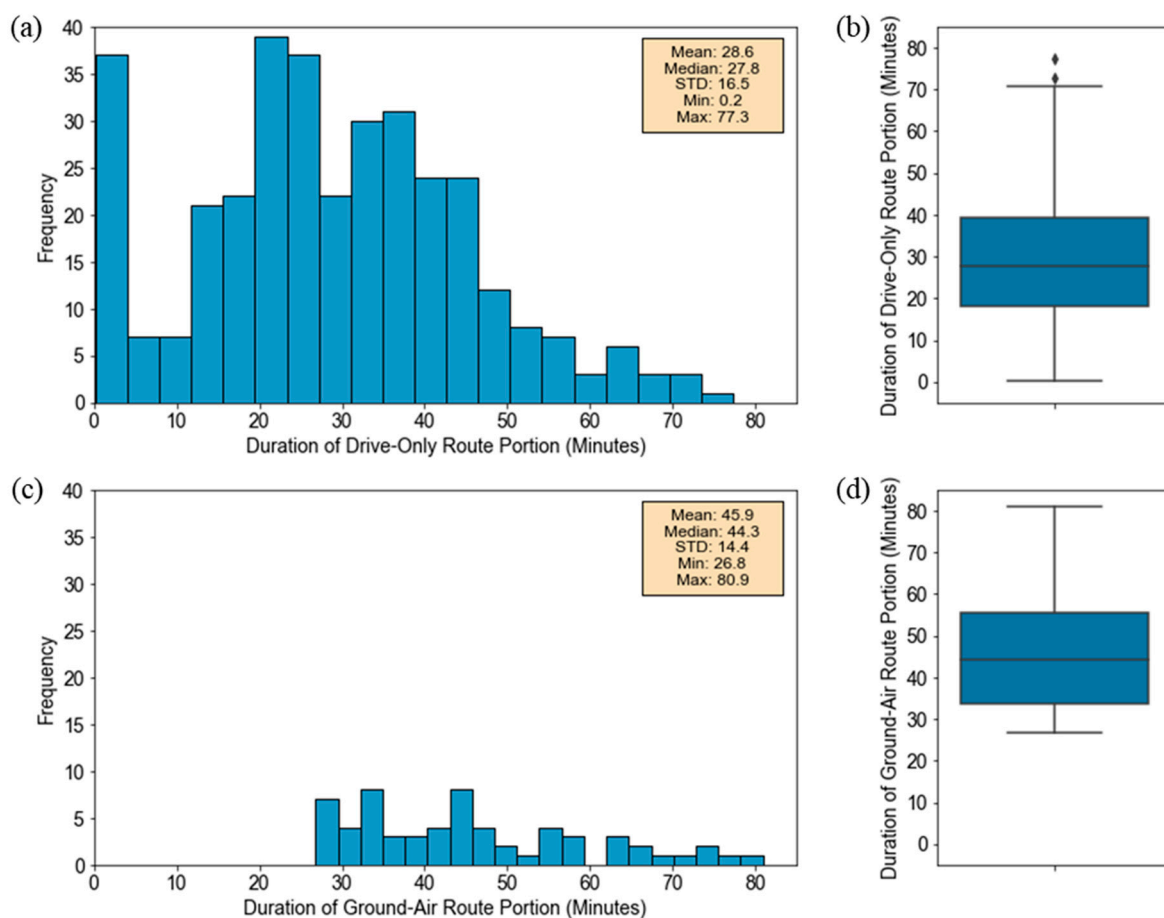 (a)
40
35
30
25
20
15
10
5
0
Frequency
0 10 20 30 40 50 60 70 80
Duration of Drive-Only Route Portion (Minutes)
Mean: 28.6
Median: 27.8
STD: 16.5
Min: 0.2
Max: 77.3
(b)
Duration of Drive-Only Route Portion (Minutes)
80
70
60
50
40
30
20
10
0
(c)
40
35
30
25
20
15
10
5
0
Frequency
0 10 20 30 40 50 60 70 80
Duration of Ground-Air Route Portion (Minutes)
Mean: 45.9
Median: 44.3
STD: 14.4
Min: 26.8
Max: 80.9
(d)
Duration of Ground-Air Route Portion (Minutes)
80
70
60
50
40
30
20
10
0